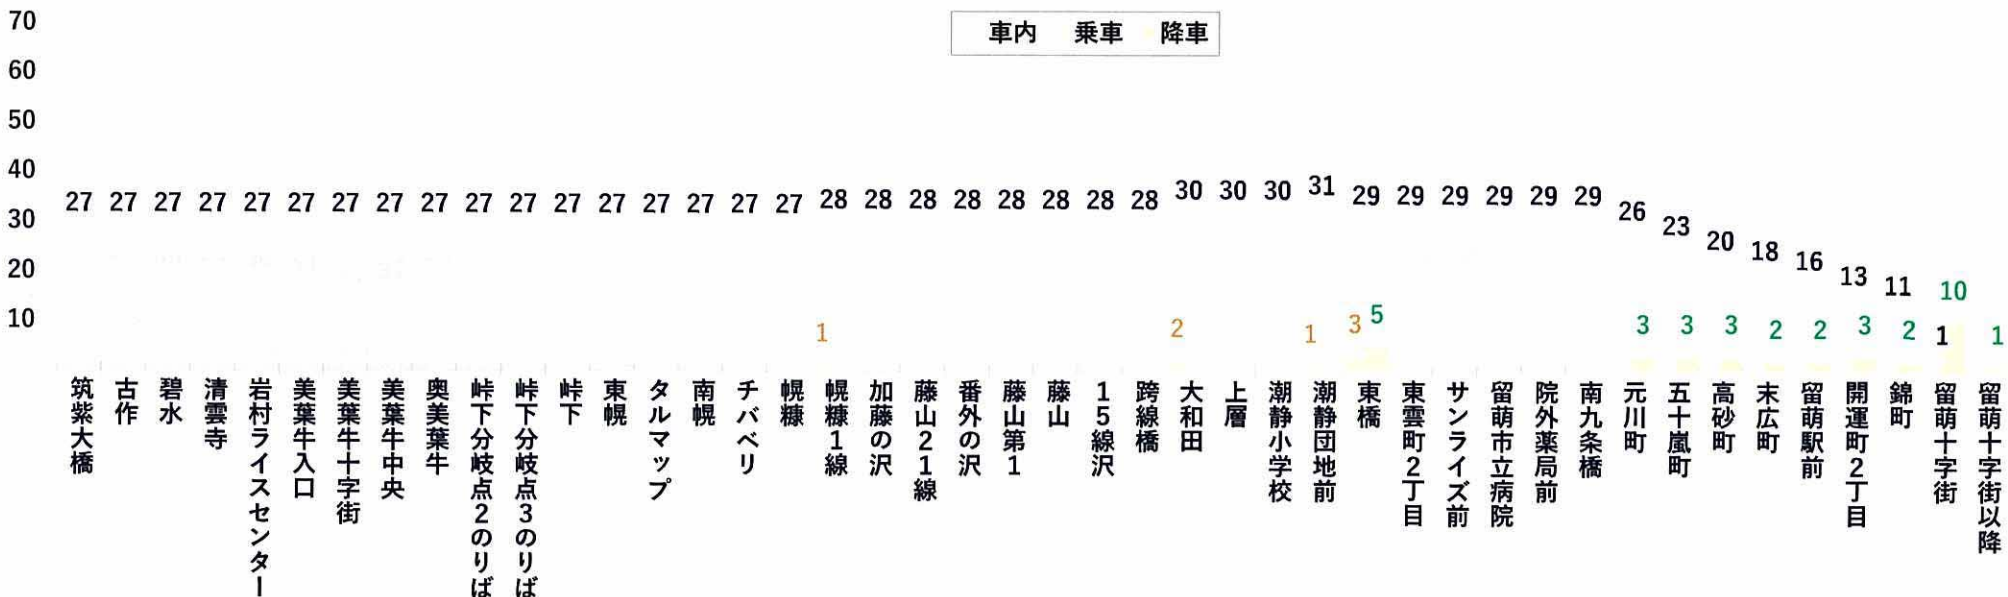 車内 乗車 降車
70
60
50
40
30
20
10
27 27 27 27 27 27 27 27 27 27 27 27 27 27 27 27 27 28 28 28 28 28 28 28 28 30 30 30 31 29 29 29 29 29 29 26 23 20 18 16 13 11 1
1 2 1 3
5 3 3 3 2 2 3 2 10 1
筑紫大橋
古作
碧水
清雲寺
岩村ライスセンター
美葉牛入口
美葉牛十字街
美葉牛中央
奥美葉牛
峠下分岐点2のりば
峠下分岐点3のりば
峠下
東幌
タルマップ
南幌
チバベリ
幌糠
幌糠1線
加藤の沢
藤山21線
番外の沢
藤山第1
藤山
15線沢
跨線橋
大和田
上層
潮静小学校
潮静団地前
東橋
東雲町2丁目
サンライズ前
留萌市立病院
院外薬局前
南九条橋
元川町
五十嵐町
高砂町
末広町
留萌駅前
開運町2丁目
錦町
留萌十字街
留萌十字街以降